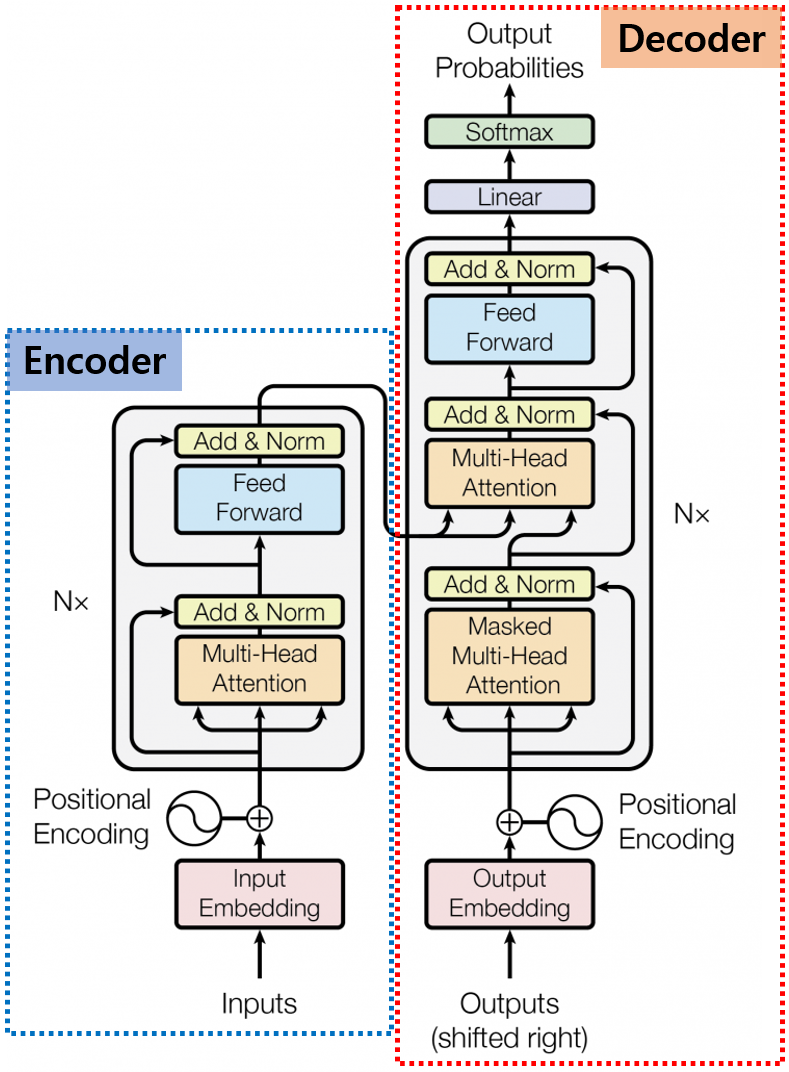 Encoder
Add & Norm
Feed
Forward
N×
Add & Norm
Multi-Head
Attention
Positional
Encoding
Input
Embedding
Inputs
Decoder
Output
Probabilities
Softmax
Linear
Add & Norm
Feed
Forward
Add & Norm
Multi-Head
Attention
N×
Add & Norm
Masked
Multi-Head
Attention
Positional
Encoding
Output
Embedding
Outputs
(shifted right)